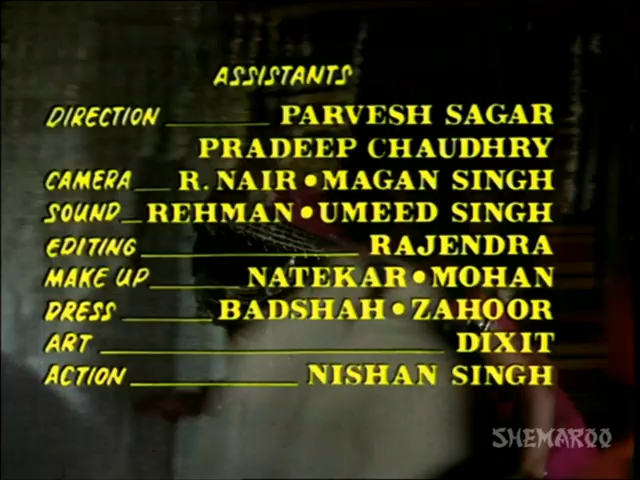 ASSISTANTS
DIRECTION PARVESH SAGAR
PRADEEP CHAUDHRY
CAMERA R. NAIR • MAGAN SINGH
SOUND REHMAN • UMEED SINGH
EDITING RAJENDRA
MAKE UP NATEKAR • MOHAN
DRESS BADSHAH • ZAHOOR
ART DIXIT
ACTION NISHAN SINGH
SHEMAROO